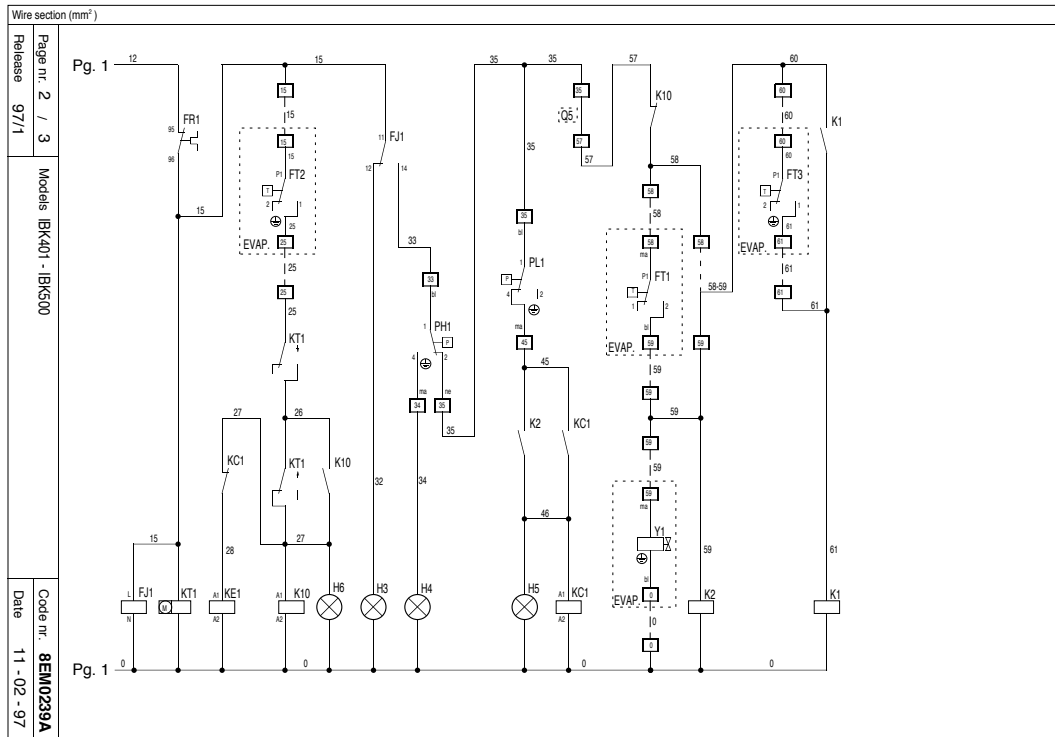 Wire section (mm²)
Page nr. 2 / 3
Release 97/1
Models IBK401 - IBK500
Code nr. 8EM0239A
Date 11 - 02 - 97
Pg. 1 12 15 35 35 57 60
15 35 K10 60
95 FR1 15 Q5 60 K1
96 15 11 FJ1 57 60
15 P1 FT2 12 14 35 57 58 P1 FT3
T 58 T
2 1 2 1
15 25 35 58 58 61
EVAP. 25 33 bl 58 EVAP. 61
25 33 1 PL1 ma 61
25 bl P P1 FT1 58-59 61
25 4 2 T 61
1 PH1 1 2
KT1 P ma bl
4 2 45 EVAP. 59 59
ma ne 45 59
34 35 59
27 26 35 K2 KC1 59 59
KC1 KT1 K10 59
32 34 59
59
46 ma
15 27 Y1
28 59 61
bl
L FJ1 KT1 A1 KE1 A1 K10 H6 H3 H4 H5 A1 KC1 0 K2 K1
M EVAP.
N A2 A2 A2 0
0
Pg. 1 0 0 0 0